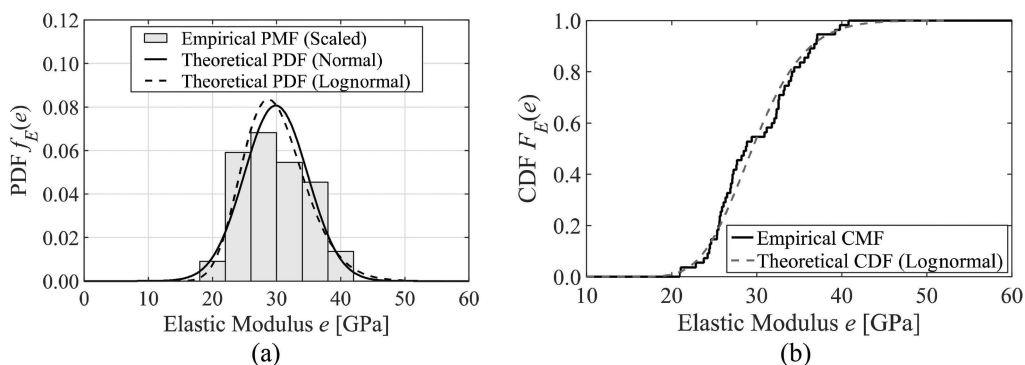 0.12
0.10
0.08
0.06
0.04
0.02
0.00
PDF f_E(e)
Empirical PMF (Scaled)
Theoretical PDF (Normal)
Theoretical PDF (Lognormal)
0 10 20 30 40 50 60
Elastic Modulus e [GPa]
(a)
1.0
0.8
0.6
0.4
0.2
0.0
CDF F_E(e)
Empirical CMF
Theoretical CDF (Lognormal)
10 20 30 40 50 60
Elastic Modulus e [GPa]
(b)